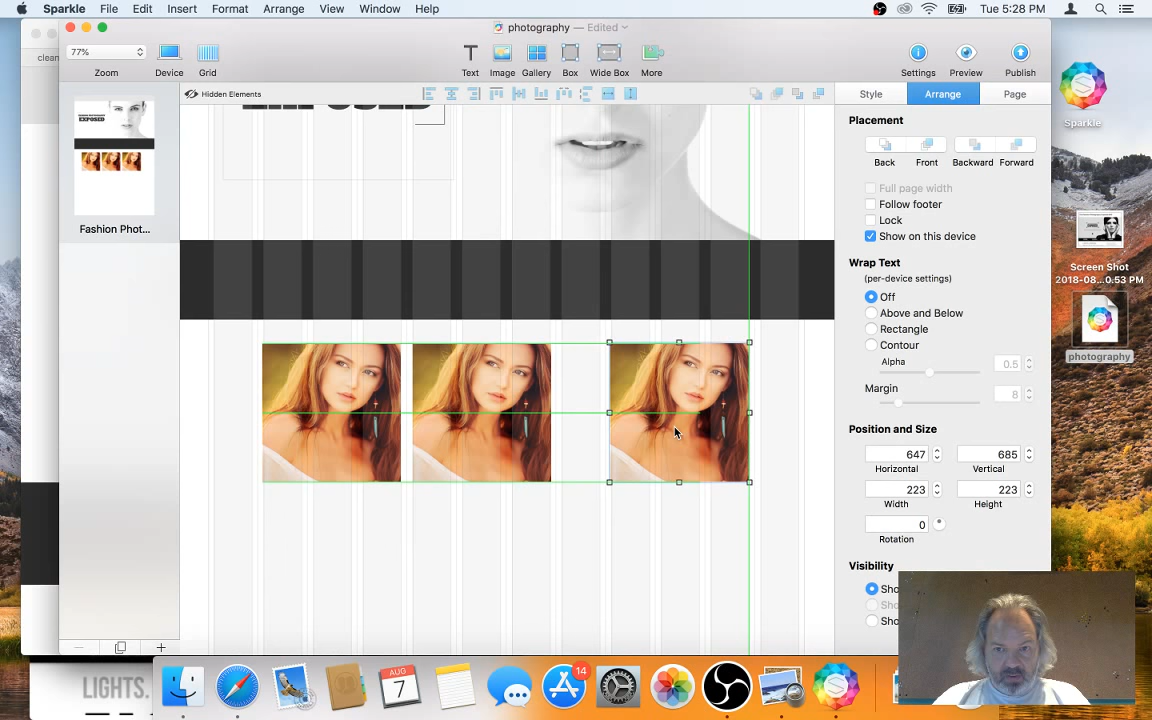 Sparkle File Edit Insert Format Arrange View Window Help
Tue 5:28 PM
photography — Edited
77%
Zoom Device Grid Text Image Gallery Box Wide Box More Settings Preview Publish
clean
Hidden Elements
Style Arrange Page
Placement
Back Front Backward Forward
Full page width
Follow footer
Lock
Show on this device
Wrap Text
(per-device settings)
Off
Above and Below
Rectangle
Contour
Alpha
0.5
Margin
8
Position and Size
647 685
Horizontal Vertical
223 223
Width Height
0
Rotation
Visibility
Sho
Sho
Sho
EXPOSED
Fashion Phot...
Sparkle
Screen Shot
2018-08...0.53 PM
photography
LIGHTS.
AUG
7
14